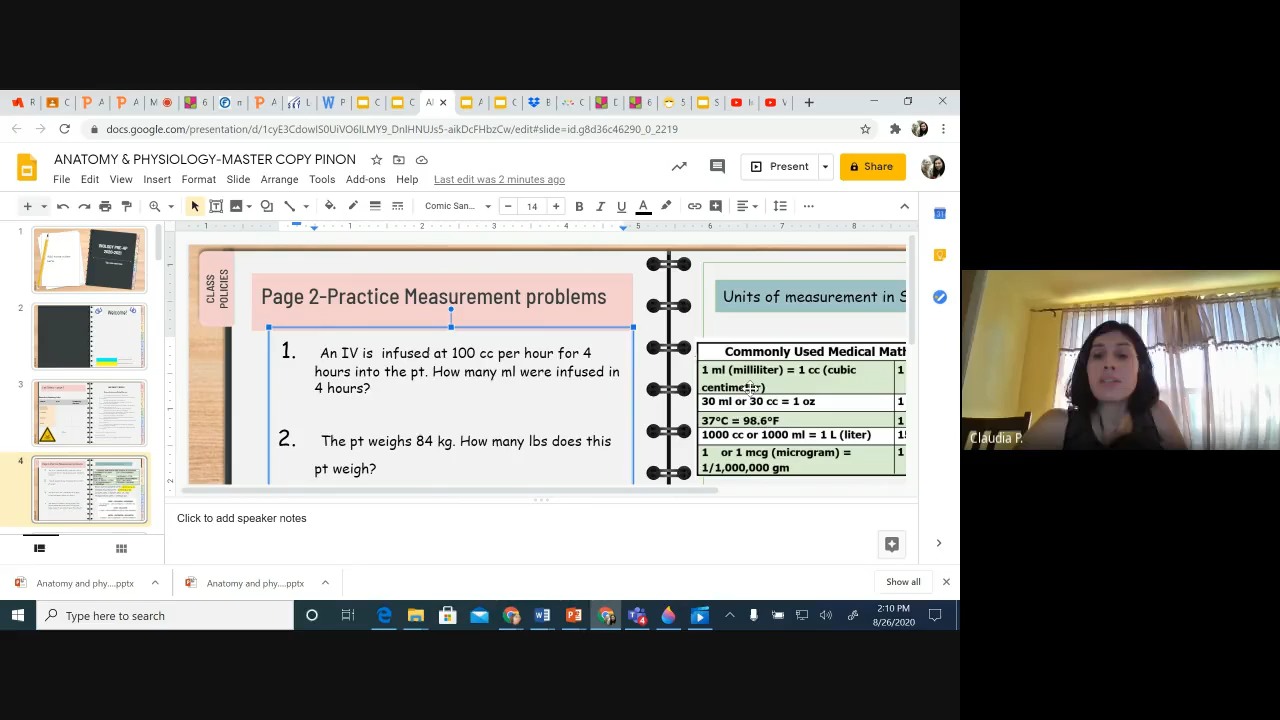 docs.google.com/presentation/d/1cyE3CdowIS0UiVO6ILMY9_DnIHNUJs5-aikDcFHbzCw/edit#slide=id.g8d36c46290_0_2219
ANATOMY & PHYSIOLOGY-MASTER COPY PINON
File Edit View Format Arrange Tools Add-ons Help Last edit was 2 minutes ago
Present
Share
Comic San...
14
CLASS
POLICIES
Page 2-Practice Measurement problems
1. An IV is infused at 100 cc per hour for 4
hours into the pt. How many ml were infused in
4 hours?
2. The pt weighs 84 kg. How many lbs does this
pt weigh?
Units of measurement in S
Commonly Used Medical Math
1 ml (milliliter) = 1 cc (cubic
centimeter)
30 ml or 30 cc = 1 oz
37°C = 98.6°F
1000 cc or 1000 ml = 1 L (liter)
1 or 1 mcg (microgram) =
1/1,000,000 gm
Claudia P.
1
2
3
4
Welcome!
Click to add speaker notes
Anatomy and phy....pptx
Anatomy and phy....pptx
Show all
Type here to search
2:10 PM
8/26/2020